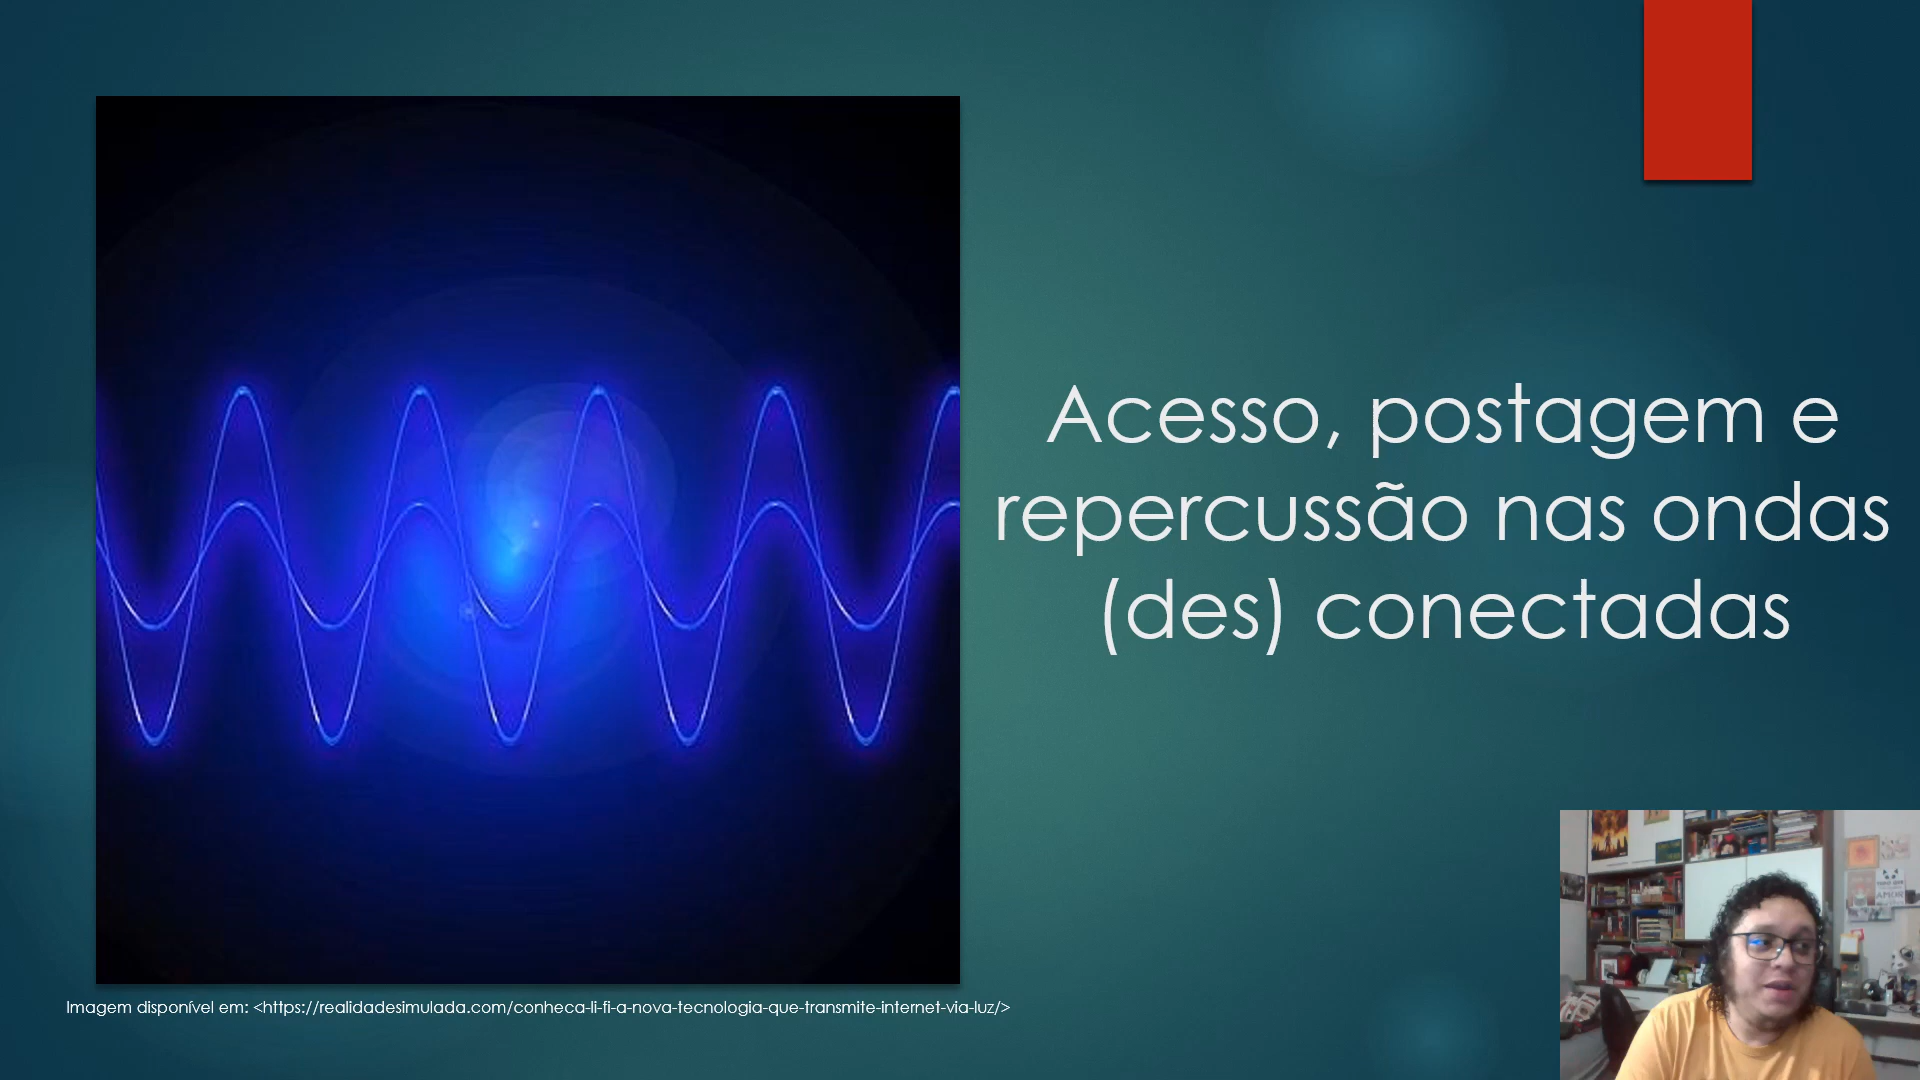 Acesso, postagem e
repercussão nas ondas
(des) conectadas
Imagem disponível em: <https://realidadesimulada.com/conheca-li-fi-a-nova-tecnologia-que-transmite-internet-via-luz/>